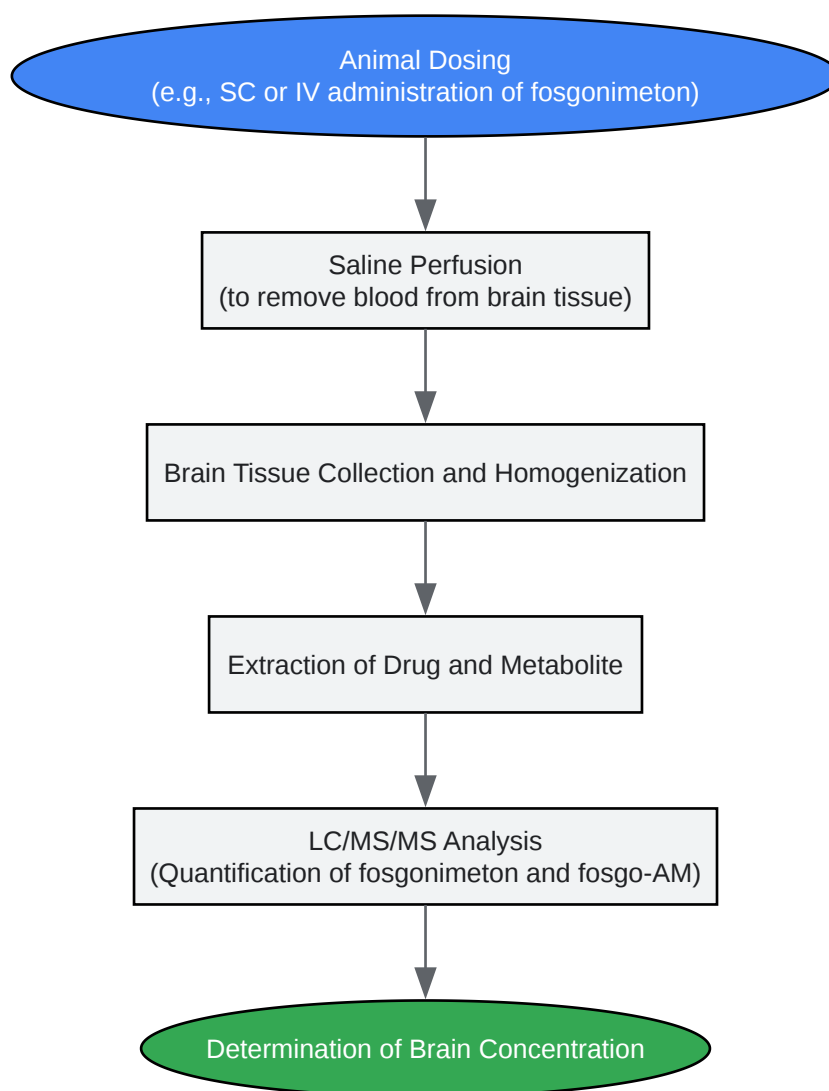 Animal Dosing
(e.g., SC or IV administration of fosgonimeton)
Saline Perfusion
(to remove blood from brain tissue)
Brain Tissue Collection and Homogenization
Extraction of Drug and Metabolite
LC/MS/MS Analysis
(Quantification of fosgonimeton and fosgo-AM)
Determination of Brain Concentration